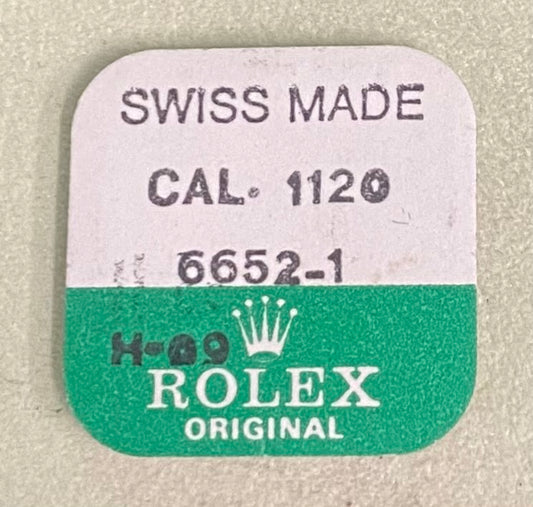 SWISS MADE
CAL. 1120
6652-1
H-09
ROLEX
ORIGINAL